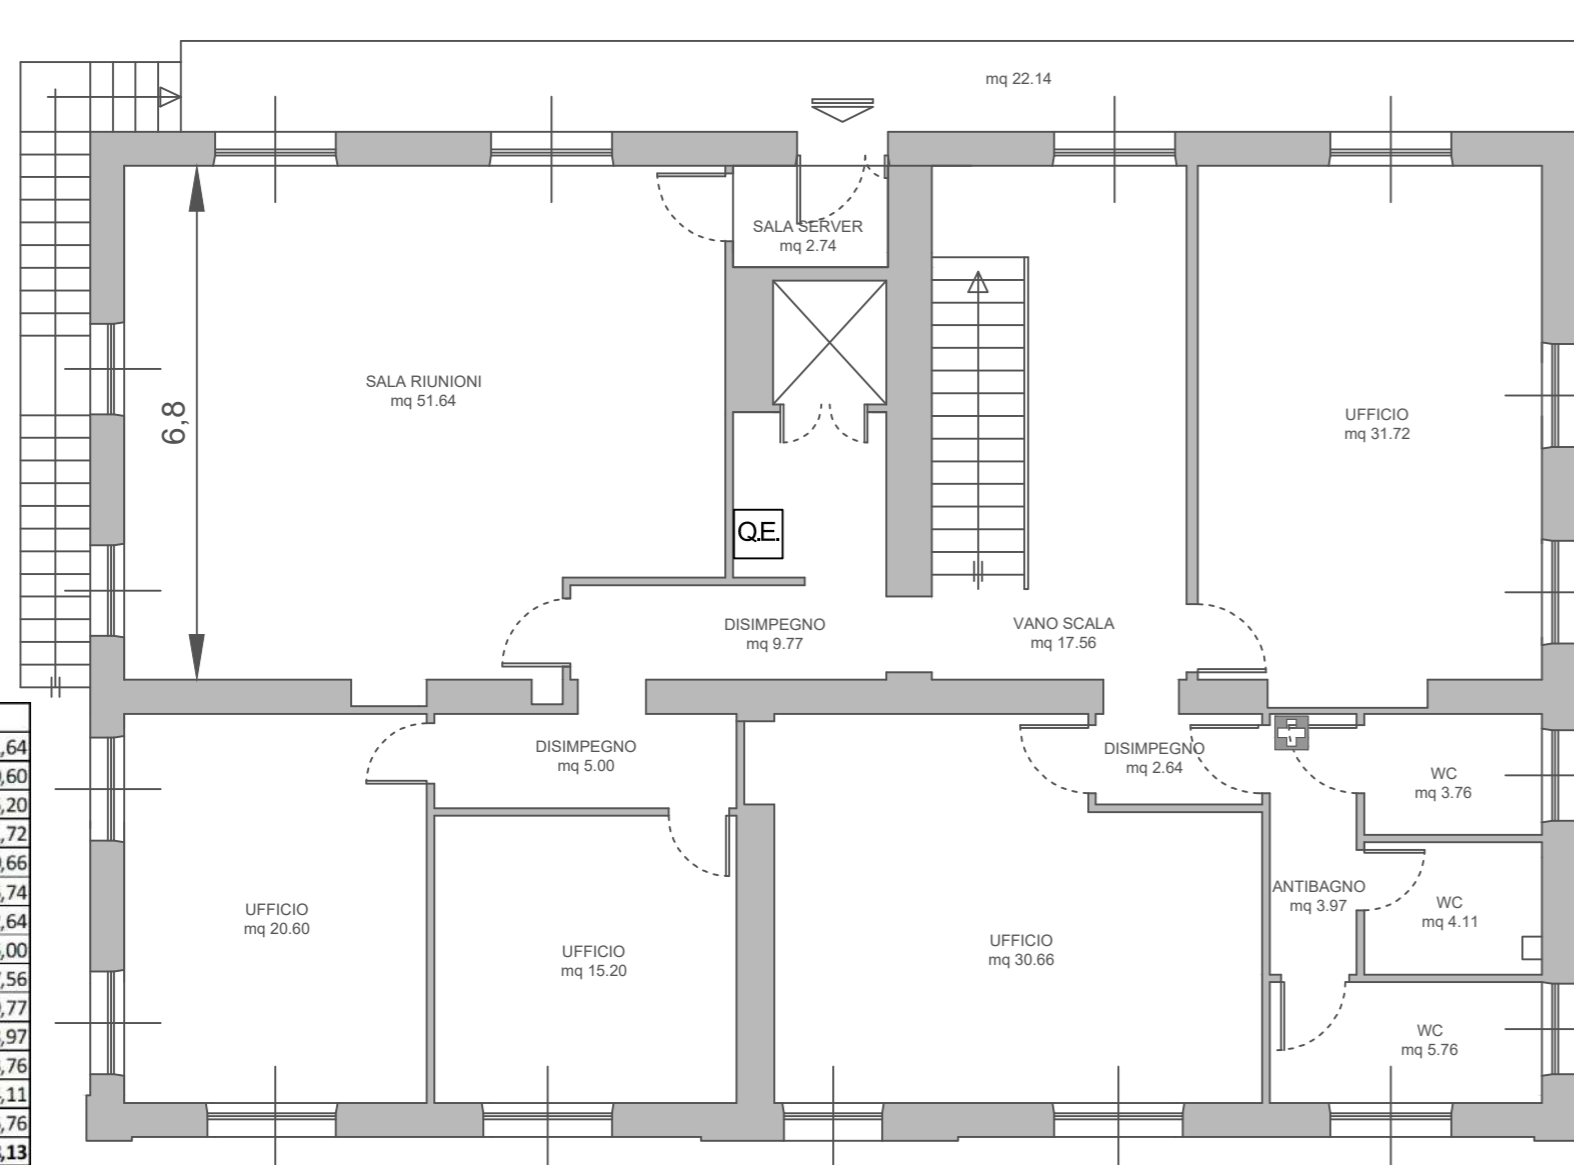 mq 22.14
SALA SERVER
mq 2.74
SALA RIUNIONI
mq 51.64
6,8
UFFICIO
mq 31.72
Q.E.
DISIMPEGNO
mq 9.77
VANO SCALA
mq 17.56
DISIMPEGNO
mq 5.00
DISIMPEGNO
mq 2.64
WC
mq 3.76
ANTIBAGNO
mq 3.97
WC
mq 4.11
UFFICIO
mq 20.60
UFFICIO
mq 15.20
UFFICIO
mq 30.66
WC
mq 5.76
,64
,60
,20
,72
,66
,74
,64
,00
,56
,77
,97
,76
,11
,76
,13